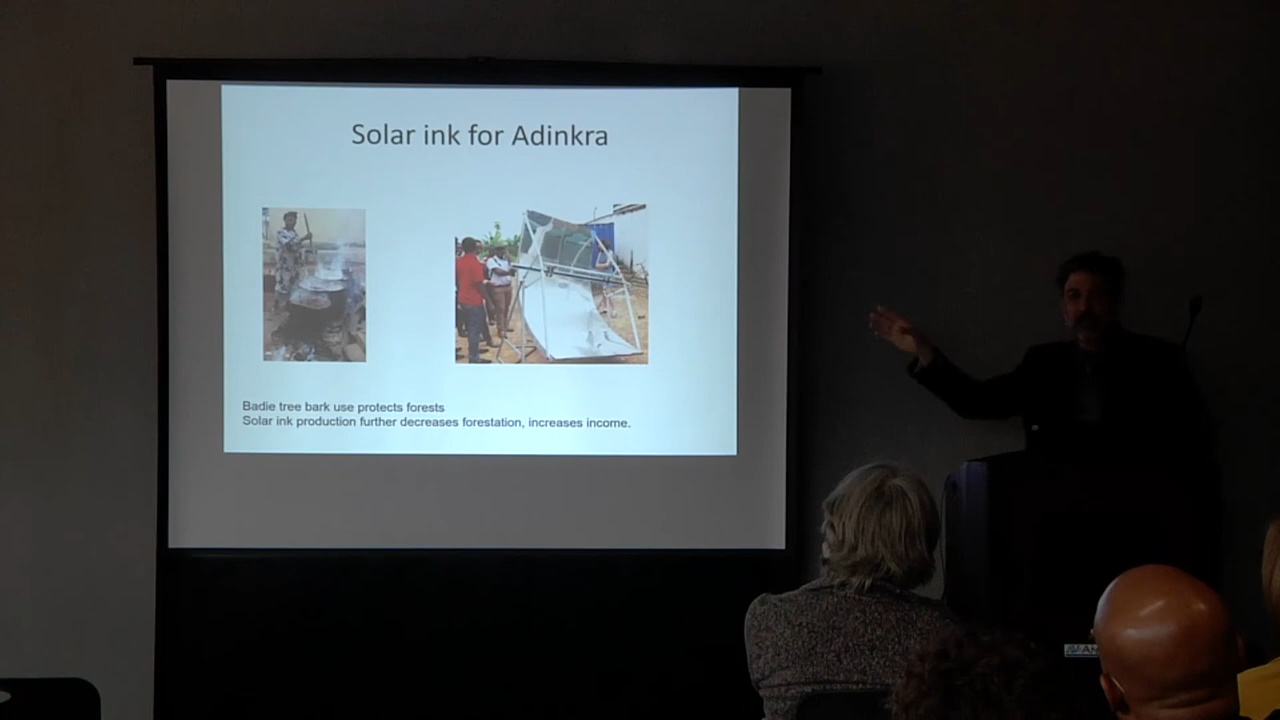 Solar ink for Adinkra
Badie tree bark use protects forests
Solar ink production further decreases forestation, increases income.